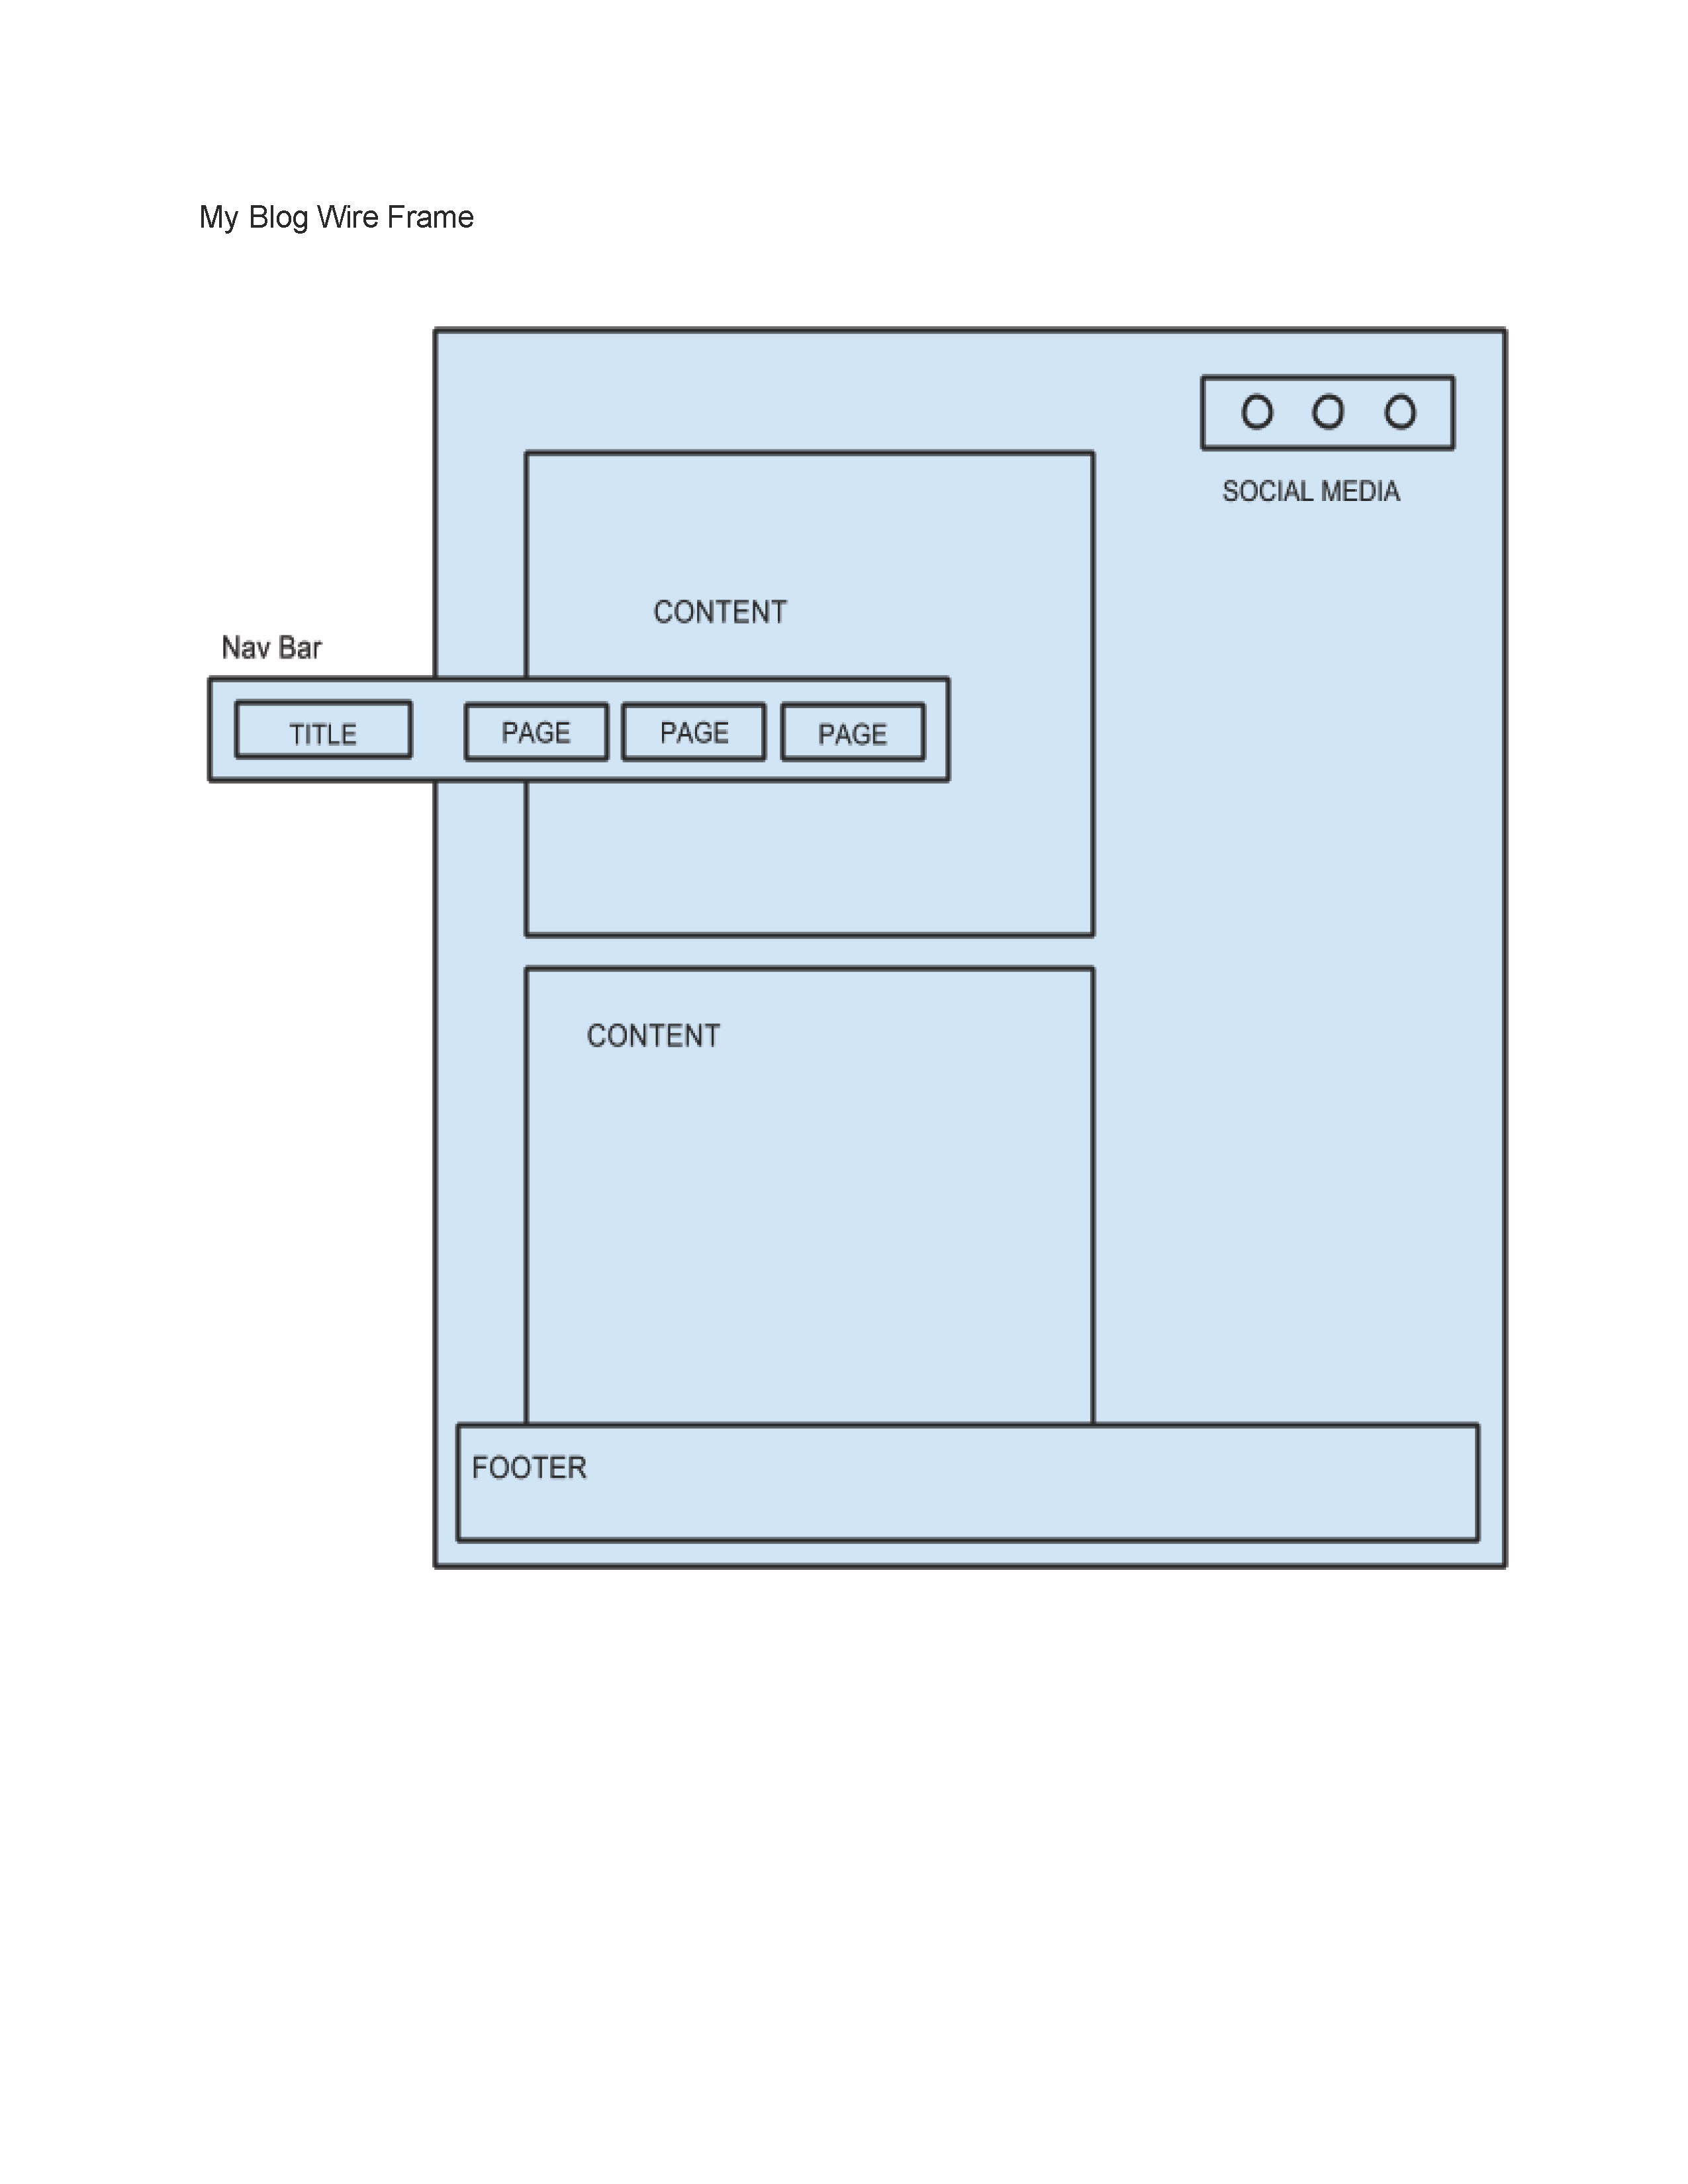 My Blog Wire Frame
SOCIAL MEDIA
CONTENT
Nav Bar
TITLE PAGE PAGE PAGE
CONTENT
FOOTER